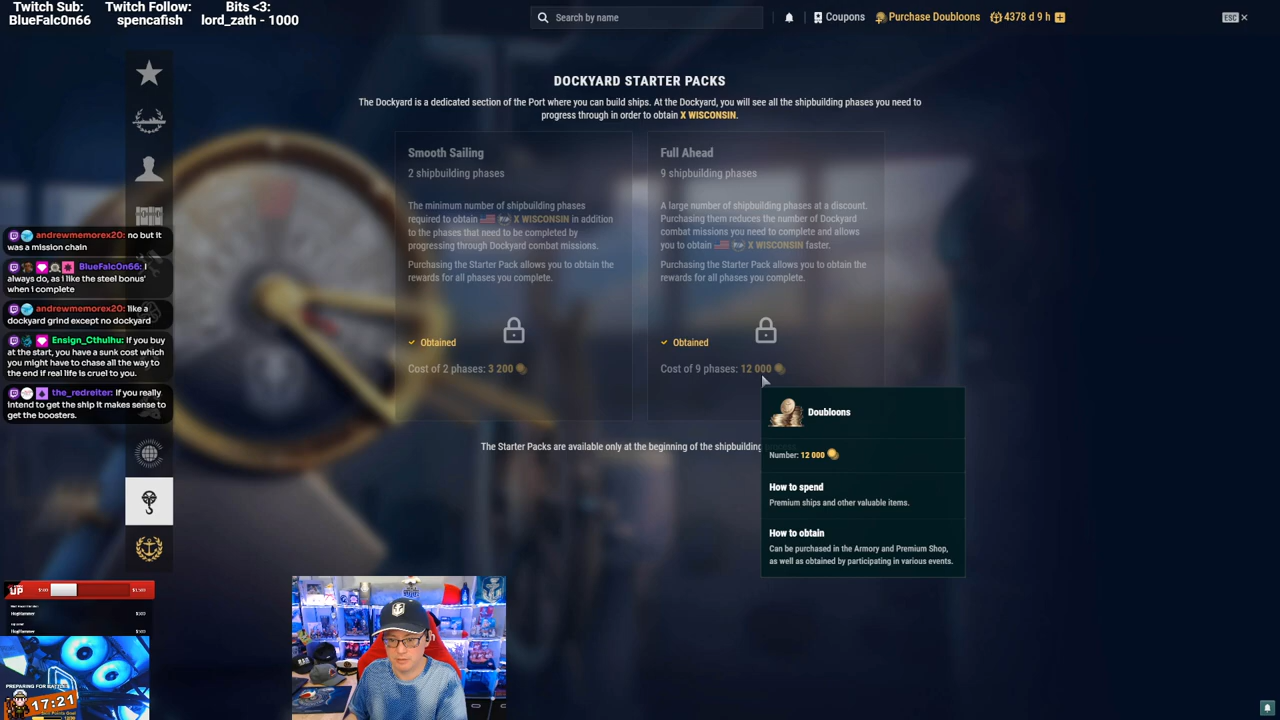 Twitch Sub:
BlueFalc0n66
Twitch Follow:
spencafish
Bits <3:
lord_zath - 1000
Search by name
Coupons
Purchase Doubloons
4378 d 9 h
ESC
DOCKYARD STARTER PACKS
The Dockyard is a dedicated section of the Port where you can build ships. At the Dockyard, you will see all the shipbuilding phases you need to
progress through in order to obtain X WISCONSIN.
Smooth Sailing
2 shipbuilding phases
The minimum number of shipbuilding phases
required to obtain X WISCONSIN in addition
to the phases that need to be completed by
progressing through Dockyard combat missions.
Purchasing the Starter Pack allows you to obtain the
rewards for all phases you complete.
Obtained
Cost of 2 phases: 3 200
Full Ahead
9 shipbuilding phases
A large number of shipbuilding phases at a discount.
Purchasing them reduces the number of Dockyard
combat missions you need to complete and allows
you to obtain X WISCONSIN faster.
Purchasing the Starter Pack allows you to obtain the
rewards for all phases you complete.
Obtained
Cost of 9 phases: 12 000
The Starter Packs are available only at the beginning of the shipbuilding
Doubloons
Number: 12 000
How to spend
Premium ships and other valuable items.
How to obtain
Can be purchased in the Armory and Premium Shop,
as well as obtained by participating in various events.
andrewmemorex20: no but it
was a mission chain
BlueFalc0n66: I
always do, as I like the steel bonus'
when I complete
andrewmemorex20: like a
dockyard grind except no dockyard
Ensign_Cthulhu: If you buy
at the start, you have a sunk cost which
you might have to chase all the way to
the end if real life is cruel to you.
the_redreiter: If you really
Intend to get the ship it makes sense to
get the boosters.
UP
HogHammer
HogHammer
PREPARING FOR BATTLE
17:21